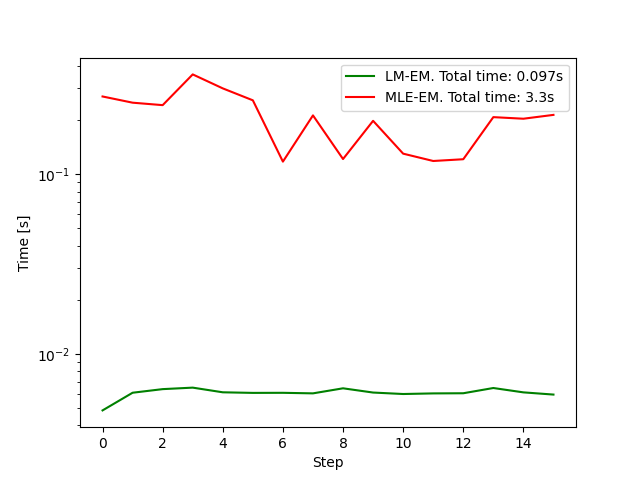 LM-EM. Total time: 0.097s
MLE-EM. Total time: 3.3s
10⁻¹
10⁻²
Time [s]
0 2 4 6 8 10 12 14
Step